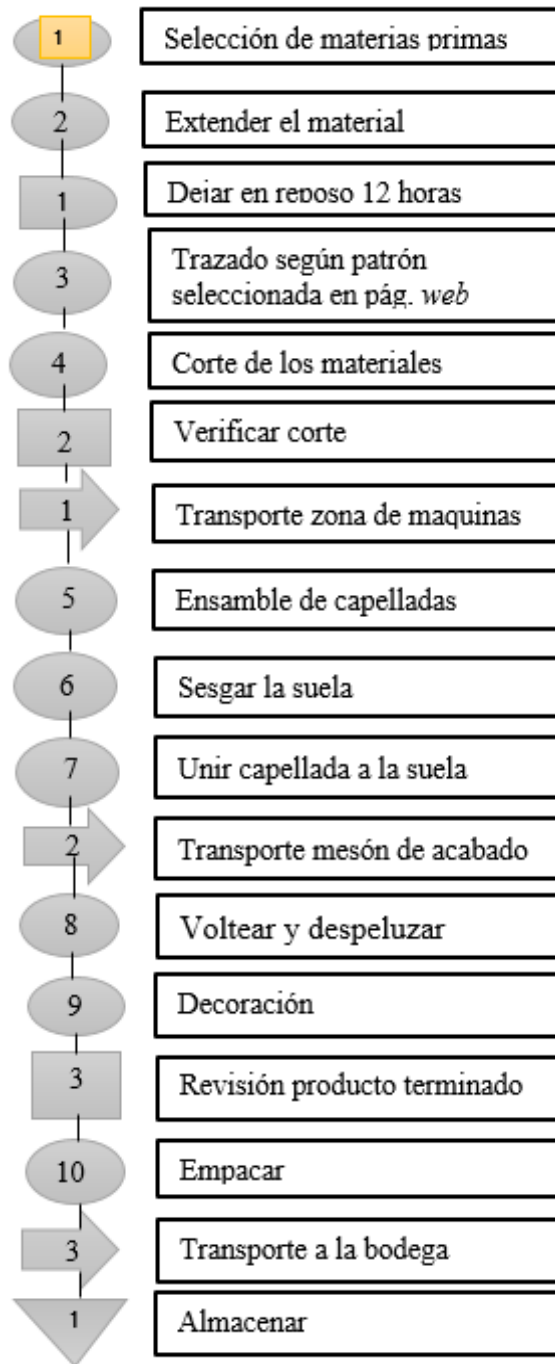 1 Selección de materias primas
2 Extender el material
1 Dejar en reposo 12 horas
3 Trazado según patrón
seleccionada en pág. web
4 Corte de los materiales
2 Verificar corte
1 Transporte zona de maquinas
5 Ensamble de capelladas
6 Sesgar la suela
7 Unir capellada a la suela
2 Transporte mesón de acabado
8 Voltear y despeluzar
9 Decoración
3 Revisión producto terminado
10 Empacar
3 Transporte a la bodega
1 Almacenar